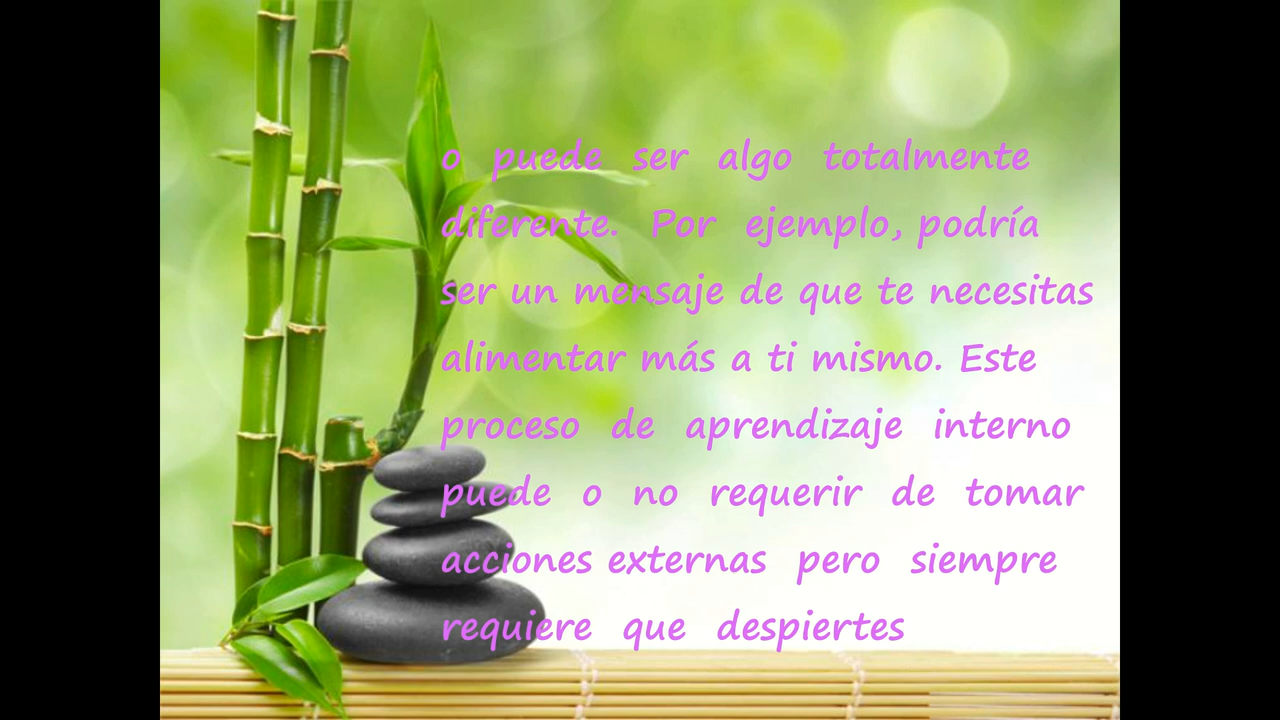 o puede ser algo totalmente
diferente. Por ejemplo, podría
ser un mensaje de que te necesitas
alimentar más a ti mismo. Este
proceso de aprendizaje interno
puede o no requerir de tomar
acciones externas pero siempre
requiere que despiertes